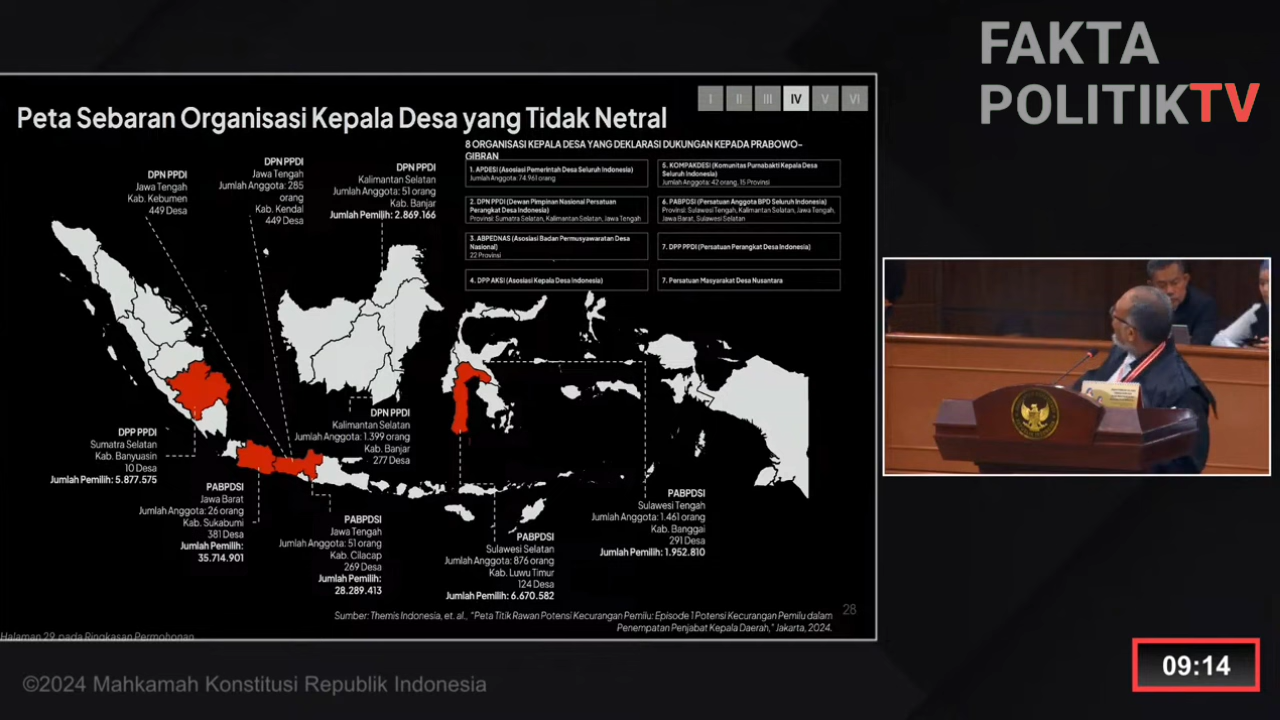 FAKTA
POLITIKTV
I II III IV V VI
Peta Sebaran Organisasi Kepala Desa yang Tidak Netral
8 ORGANISASI KEPALA DESA YANG DEKLARASI DUKUNGAN KEPADA PRABOWO-
GIBRAN
1. APDESI (Asosiasi Pemerintah Desa Seluruh Indonesia)
Jumlah Anggota: 74.961 orang
2. DPN PPDI (Dewan Pimpinan Nasional Persatuan
Perangkat Desa Indonesia)
Provinsi: Sumatra Selatan, Kalimantan Selatan, Jawa Tengah
3. ABPEDNAS (Asosiasi Badan Permusyawaratan Desa
Nasional)
22 Provinsi
4. DPP AKSI (Asosiasi Kepala Desa Indonesia)
5. KOMPAKDESI (Komunitas Purnabakti Kepala Desa
Seluruh Indonesia)
Jumlah Anggota: 42 orang, 15 Provinsi
6. PABPDSI (Persatuan Anggota BPD Seluruh Indonesia)
Provinsi: Sulawesi Tengah, Kalimantan Selatan, Jawa Tengah,
Jawa Barat, Sulawesi Selatan
7. DPP PPDI (Persatuan Perangkat Desa Indonesia)
7. Persatuan Masyarakat Desa Nusantara
DPN PPDI
Jawa Tengah
Kab. Kebumen
449 Desa
DPN PPDI
Jawa Tengah
Jumlah Anggota: 285
orang
Kab. Kendal
449 Desa
DPN PPDI
Kalimantan Selatan
Jumlah Anggota: 51 orang
Kab. Banjar
Jumlah Pemilih: 2.869.166
DPN PPDI
Kalimantan Selatan
Jumlah Anggota: 1.399 orang
Kab. Banjar
277 Desa
DPP PPDI
Sumatra Selatan
Kab. Banyuasin
10 Desa
Jumlah Pemilih: 5.877.575
PABPDSI
Jawa Barat
Jumlah Anggota: 26 orang
Kab. Sukabumi
381 Desa
Jumlah Pemilih:
35.714.901
PABPDSI
Jawa Tengah
Jumlah Anggota: 51 orang
Kab. Cilacap
269 Desa
Jumlah Pemilih:
28.289.413
PABPDSI
Sulawesi Selatan
Jumlah Anggota: 876 orang
Kab. Luwu Timur
124 Desa
Jumlah Pemilih: 6.670.582
PABPDSI
Sulawesi Tengah
Jumlah Anggota: 1.461 orang
Kab. Banggai
291 Desa
Jumlah Pemilih: 1.952.810
Sumber: Themis Indonesia, et. al., "Peta Titik Rawan Potensi Kecurangan Pemilu: Episode 1 Potensi Kecurangan Pemilu dalam
Penempatan Penjabat Kepala Daerah," Jakarta, 2024.
28
Halaman 29, pada Ringkasan Permohonan
©2024 Mahkamah Konstitusi Republik Indonesia
09:14